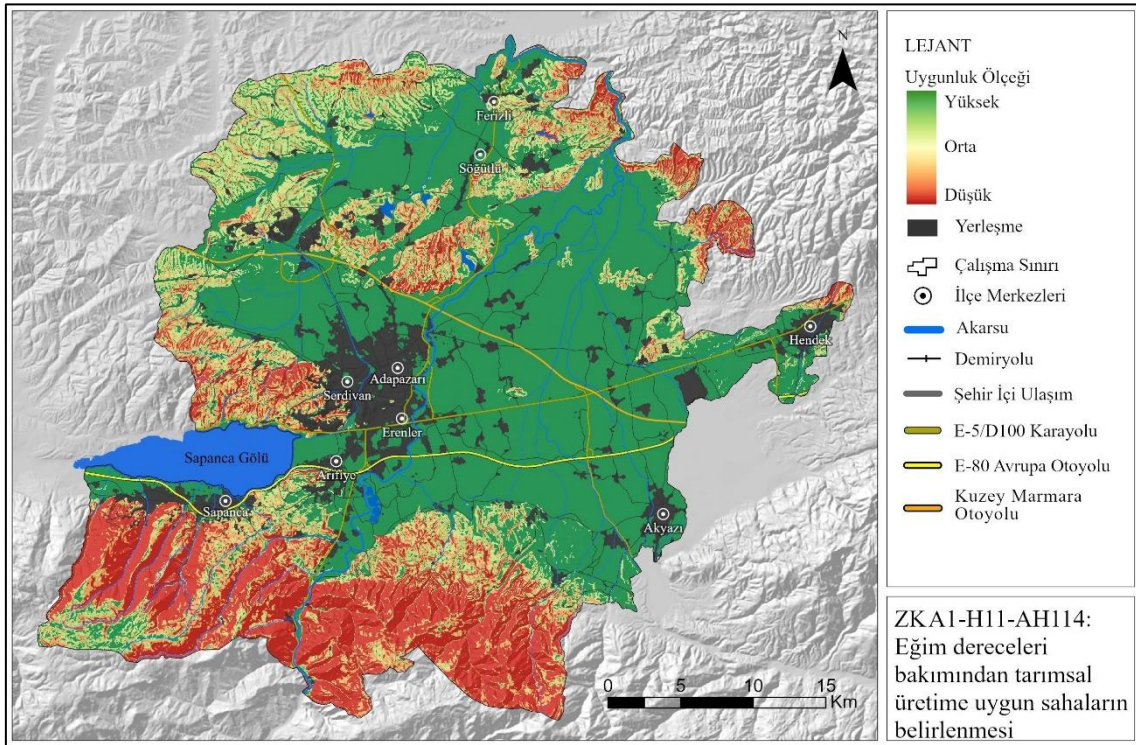 N
Ferizli
Söğütlü
Hendek
Adapazarı
Serdivan
Erenler
Sapanca Gölü
Arifiye
Sapanca
Akyazı
0 5 10 15
Km
LEJANT
Uygunluk Ölçeği
Yüksek
Orta
Düşük
Yerleşme
Çalışma Sınırı
İlçe Merkezleri
Akarsu
Demiryolu
Şehir İçi Ulaşım
E-5/D100 Karayolu
E-80 Avrupa Otoyolu
Kuzey Marmara
Otoyolu
ZKA1-H11-AH114:
Eğim dereceleri
bakımından tarımsal
üretime uygun sahaların
belirlenmesi